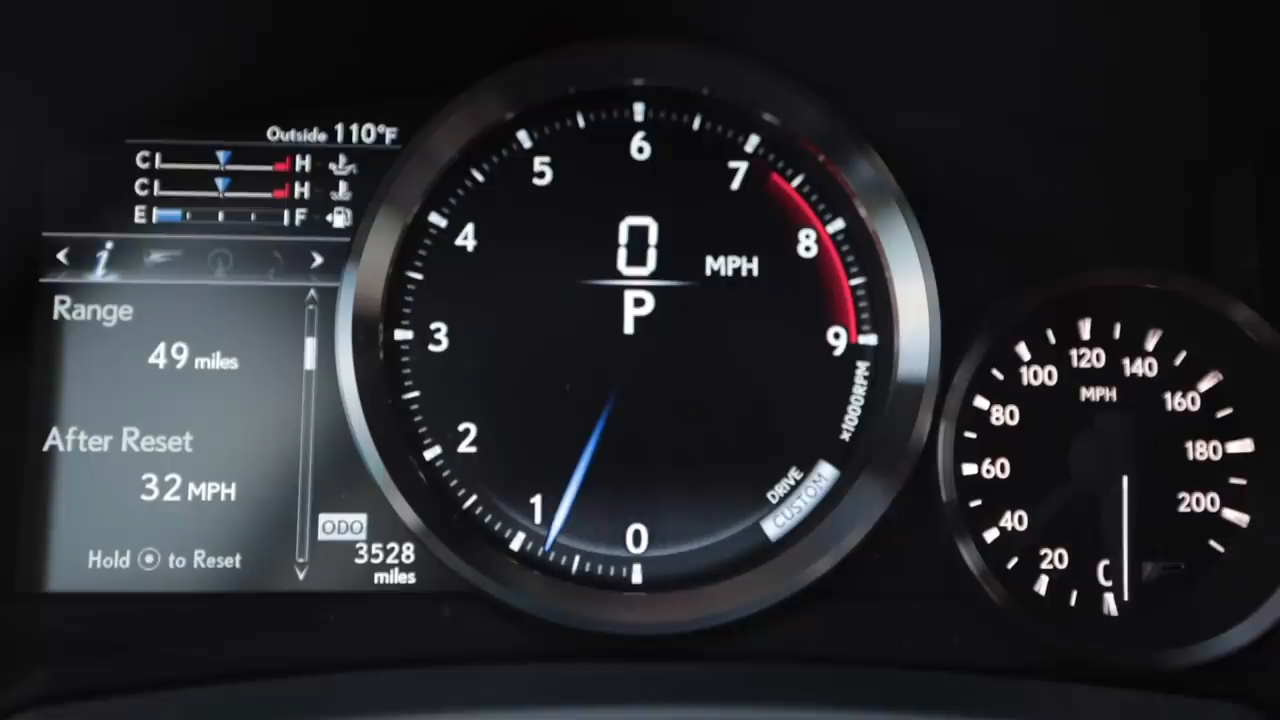 Outside 110°F
C H
C H
E F
< i >
Range
49 miles
After Reset
32 MPH
Hold to Reset
ODO
3528
miles
0
MPH
P
0
1
2
3
4
5
6
7
8
9
x1000RPM
DRIVE
CUSTOM
MPH
20
40
60
80
100
120
140
160
180
200